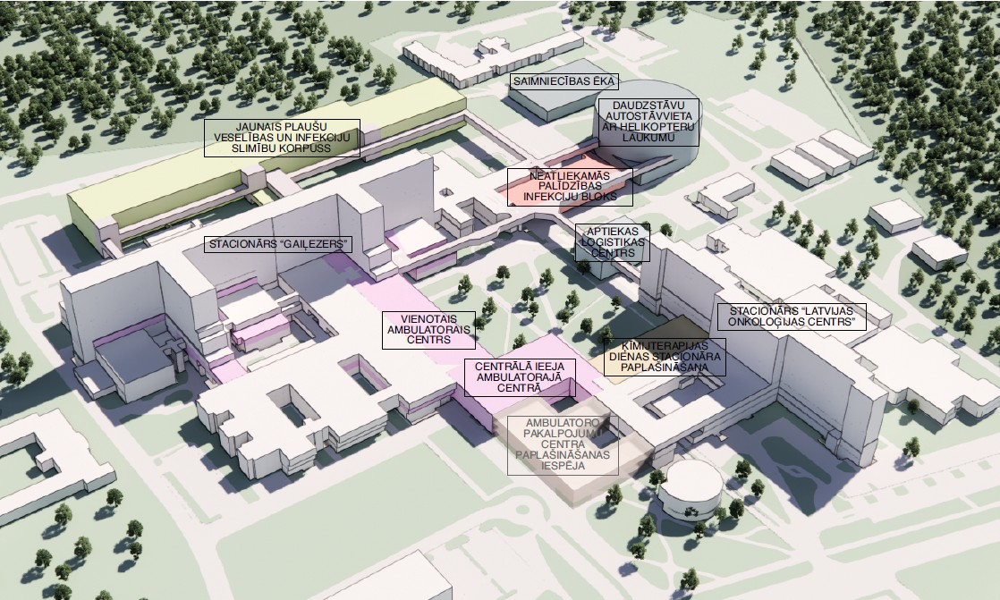 SAIMNIECĪBAS ĒKA
DAUDZSTĀVU
AUTOSTĀVVIETA
AR HELIKOPTERU
LAUKUMU
JAUNAIS PLAUŠU
VESELĪBAS UN INFEKCIJU
SLIMĪBU KORPUSS
NEATLIEKAMĀS
PALĪDZĪBAS
INFEKCIJU BLOKS
STACIONĀRS “GAIĻEZERS”
APTIEKAS
LOĢISTIKAS
CENTRS
VIENOTAIS
AMBULATORAIS
CENTRS
STACIONĀRS “LATVIJAS
ONKOLOĢIJAS CENTRS”
ĶĪMIJTERAPIJAS
DIENAS STACIONĀRA
PAPLAŠINĀŠANA
CENTRĀLĀ IEEJA
AMBULATORAJĀ
CENTRĀ
AMBULATORO
PAKALPOJUMU
CENTRA
PAPLAŠINĀŠANAS
IESPĒJA